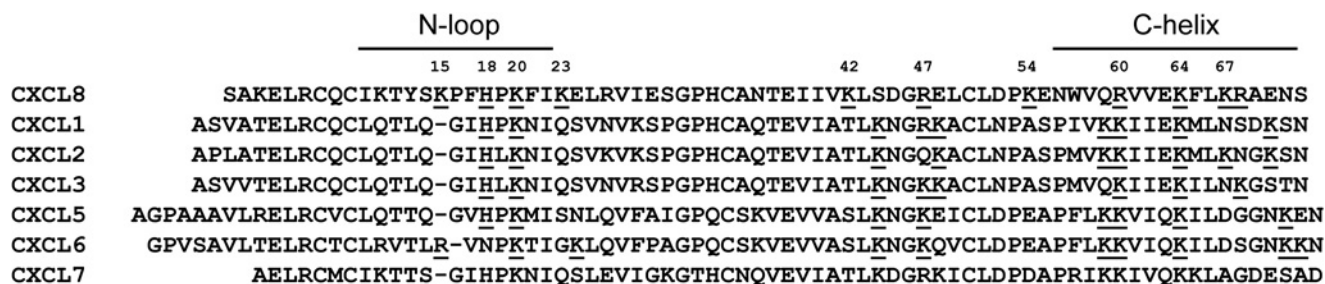 N-loop C-helix
15 18 20 23 42 47 54 60 64 67
CXCL8 SAKELRCQCIKTYSKPFHPKFIKELRVIESGPHCANTEIIVKLSDGRELCLDPKENWVQRVVEKFLKRAENS
CXCL1 ASVATELRCQCLQTLQ-GIHPKNIQSVNVKSPGPHCAQTEVIATLKNGRKACLNPASPIVKKIIEKMLNSDKSN
CXCL2 APLATELRCQCLQTLQ-GIHLKNIQSVKVKSPGPHCAQTEVIATLKNGQKACLNPASPMVKKIIEKMLKNGKSN
CXCL3 ASVVTELRCQCLQTLQ-GIHLKNIQSVNVRSPGPHCAQTEVIATLKNGKKACLNPASPMVQKIIEKILNKGSTN
CXCL5 AGPAAAVLRELRCVCLQTTQ-GVHPKMISNLQVFAIGPQCSKVEVVASLKNGKEICLDPEAPFLKKVIQKILDGGNKEN
CXCL6 GPVSAVLTELRCTCLRVTLR-VNPKTIGKLQVFPAGPQCSKVEVVASLKNGKQVCLDPEAPFLKKVIQKILDSGNKKN
CXCL7 AELRCMCIKTTS-GIHPKNIQSLEVIGKGTHCNQVEVIATLKDGRKICLDPDAPRIKKIVQKKLAGDESAD